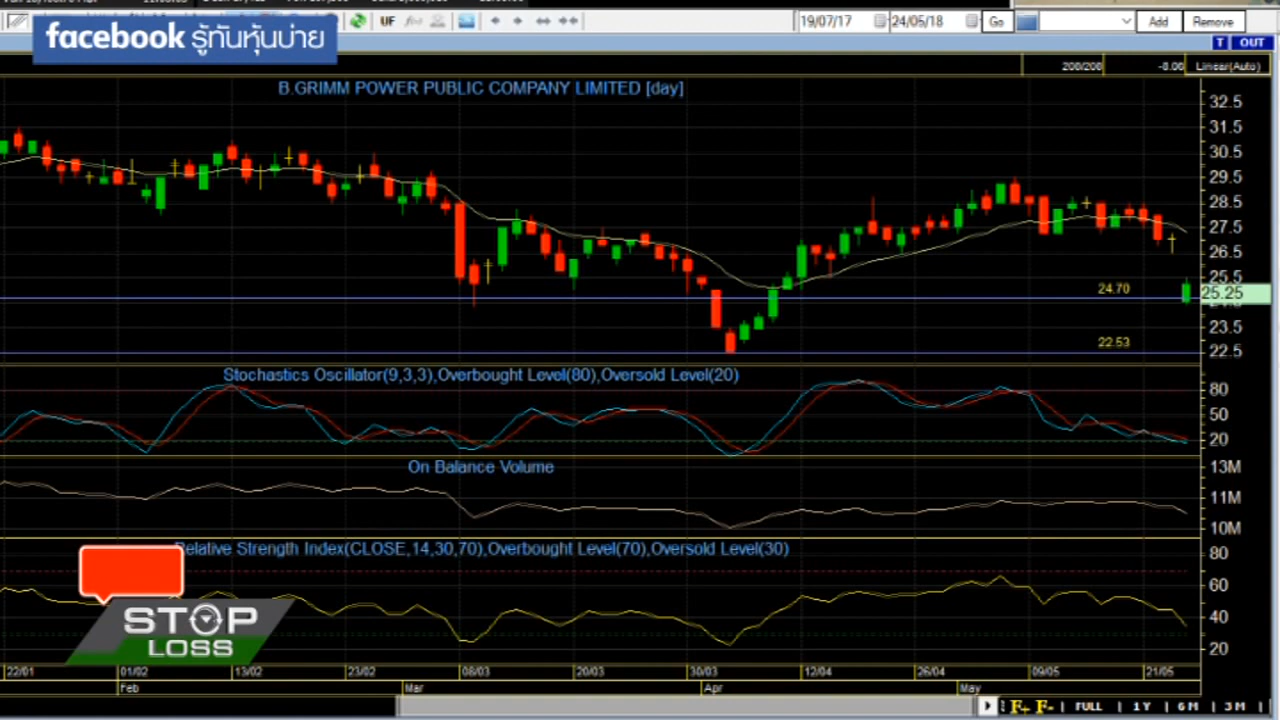 UF
19/07/17
24/05/18
Go
Add
Remove
facebook รู้ทันหุ้นบ่าย
T OUT
200/200
-8.06
Linear(Auto)
B.GRIMM POWER PUBLIC COMPANY LIMITED [day]
32.5
31.5
30.5
29.5
28.5
27.5
26.5
25.5
24.70
25.25
23.5
22.53
22.5
Stochastics Oscillator(9,3,3),Overbought Level(80),Oversold Level(20)
80
50
20
On Balance Volume
13M
11M
10M
Relative Strength Index(CLOSE,14,30,70),Overbought Level(70),Oversold Level(30)
80
60
40
20
STOP
LOSS
22/01 01/02 13/02 23/02 08/03 20/03 30/03 12/04 26/04 09/05 21/05
Feb Mar Apr May
F+ F- FULL | 1Y | 6M | 3M |